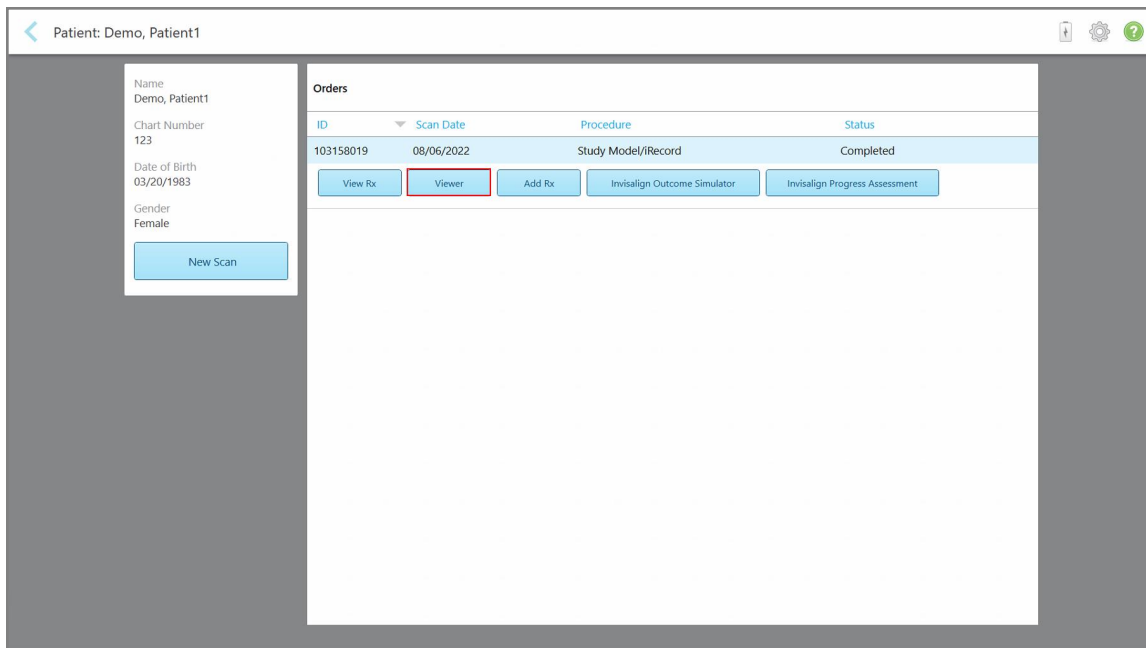 Patient: Demo, Patient1
?
Name
Demo, Patient1
Chart Number
123
Date of Birth
03/20/1983
Gender
Female
New Scan
Orders
ID Scan Date Procedure Status
103158019 08/06/2022 Study Model/iRecord Completed
View Rx Viewer Add Rx Invisalign Outcome Simulator Invisalign Progress Assessment